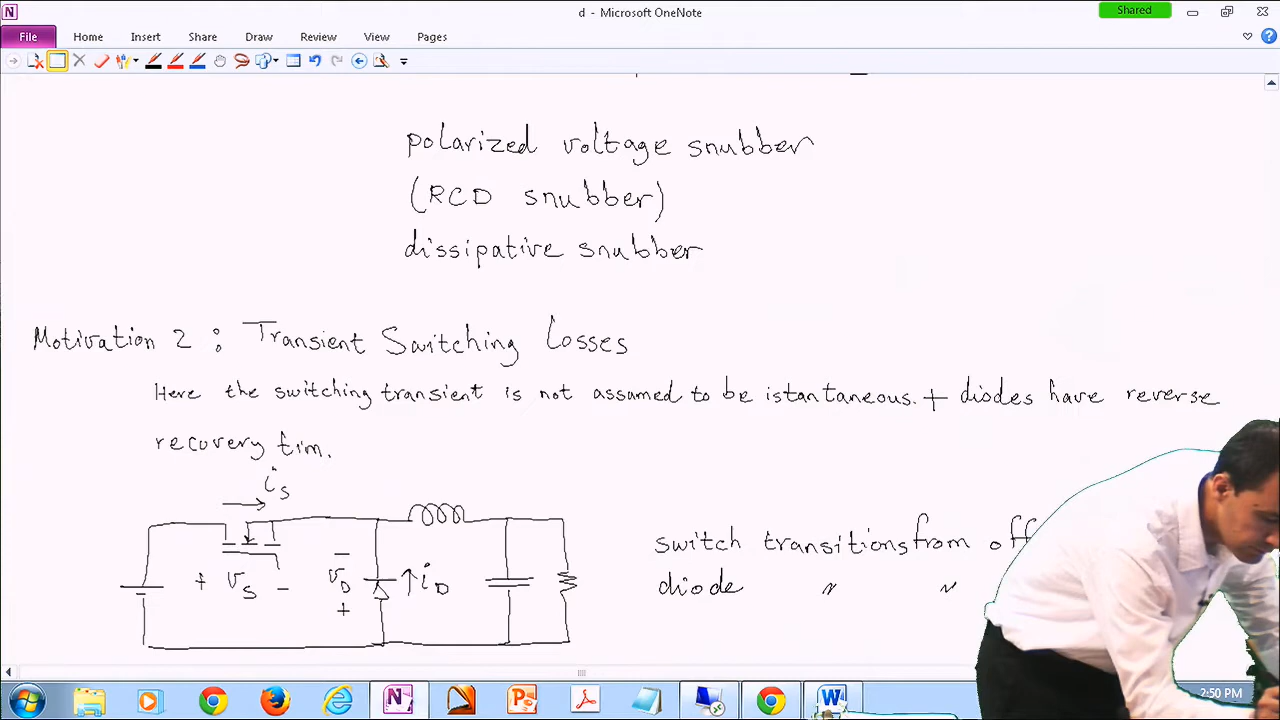 d - Microsoft OneNote
Shared
File Home Insert Share Draw Review View Pages
polarized voltage snubber
(RCD snubber)
dissipative snubber
Motivation 2 : Transient Switching Losses
Here the switching transient is not assumed to be istantaneous. + diodes have reverse
recovery tim.
is
+ vs -
- vD +
iD
switch transitions from off
diode " "
2:50 PM